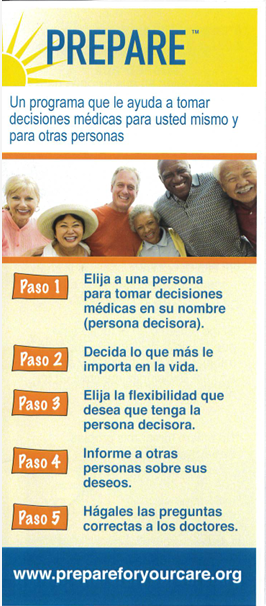 PREPARE™
Un programa que le ayuda a tomar
decisiones médicas para usted mismo y
para otras personas
Paso 1
Elija a una persona
para tomar decisiones
médicas en su nombre
(persona decisora).
Paso 2
Decida lo que más le
importa en la vida.
Paso 3
Elija la flexibilidad que
desea que tenga la
persona decisora.
Paso 4
Informe a otras
personas sobre sus
deseos.
Paso 5
Hágales las preguntas
correctas a los doctores.
www.prepareforyourcare.org